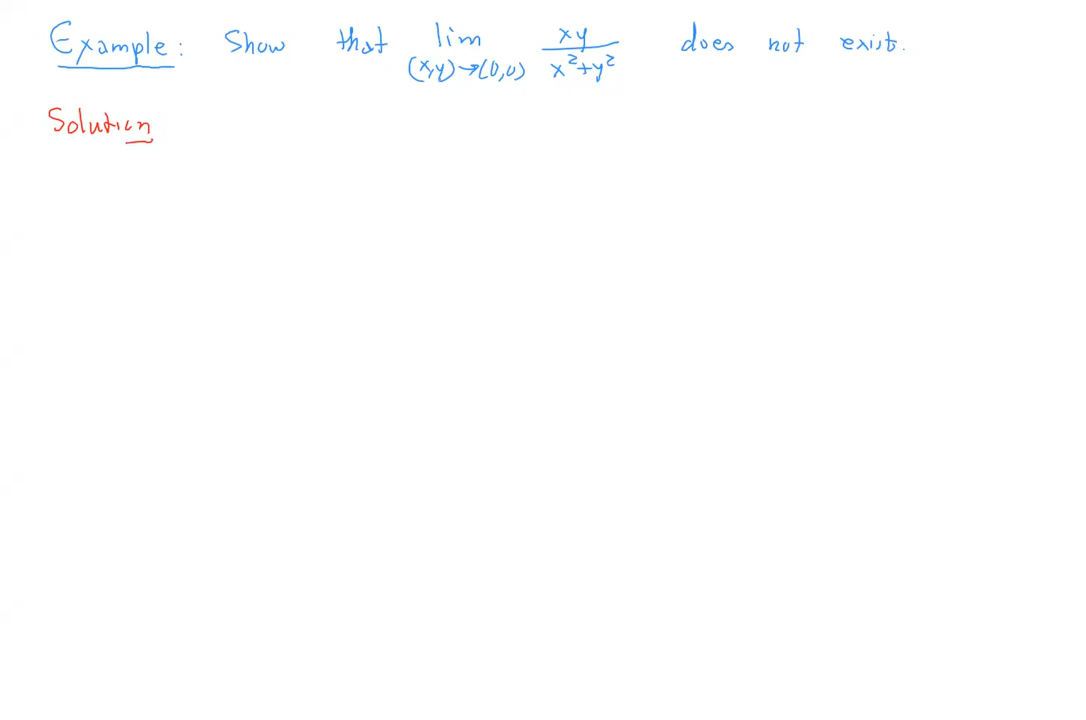 Example: Show that lim (x,y)→(0,0) xy/(x²+y²) does not exist.
Solution